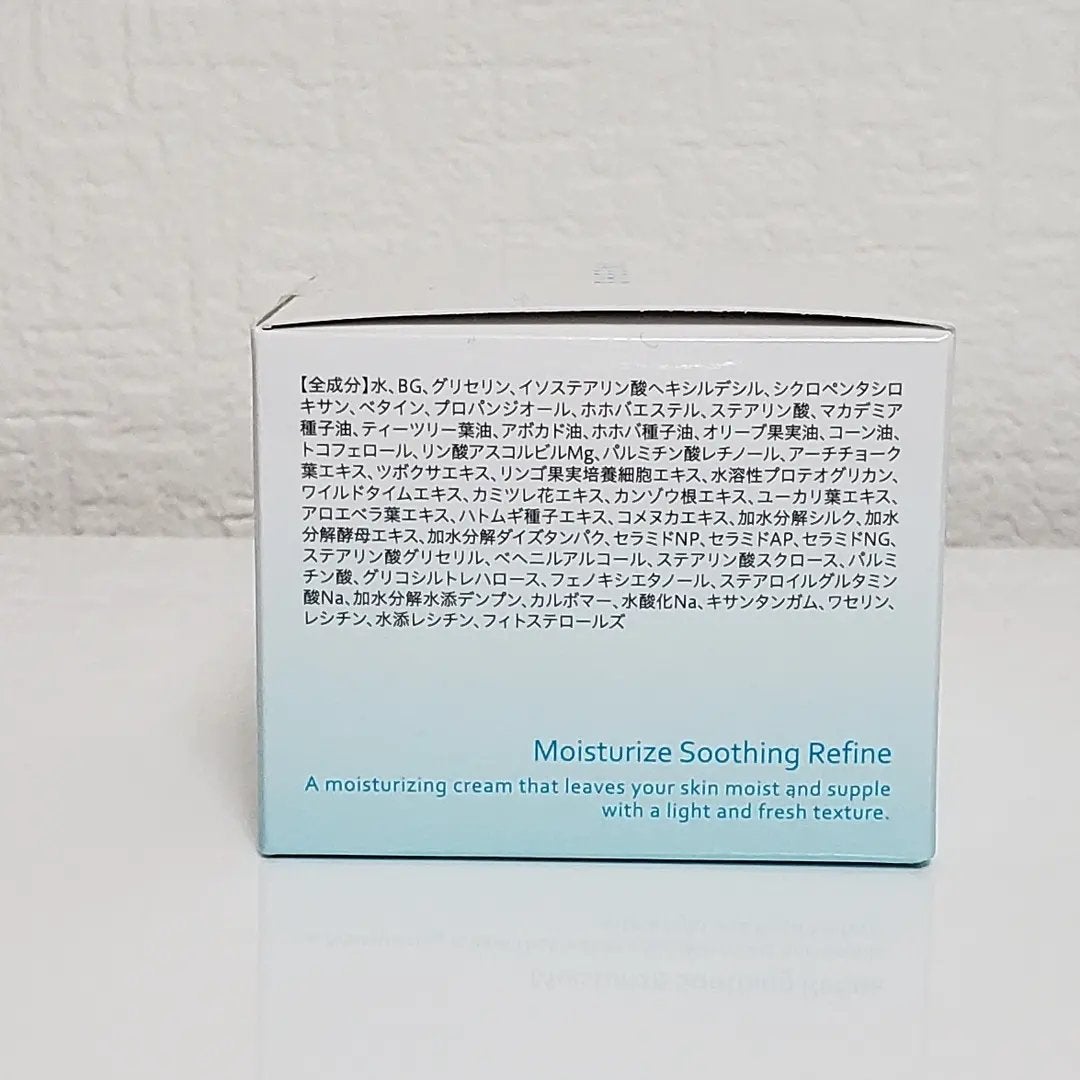 【全成分】水、BG、グリセリン、イソステアリン酸ヘキシルデシル、シクロペンタシロ
キサン、ベタイン、プロパンジオール、ホホバエステル、ステアリン酸、マカデミア
種子油、ティーツリー葉油、アボカド油、ホホバ種子油、オリーブ果実油、コーン油、
トコフェロール、リン酸アスコルビルMg、パルミチン酸レチノール、アーチチョーク
葉エキス、ツボクサエキス、リンゴ果実培養細胞エキス、水溶性プロテオグリカン、
ワイルドタイムエキス、カミツレ花エキス、カンゾウ根エキス、ユーカリ葉エキス、
アロエベラ葉エキス、ハトムギ種子エキス、コメヌカエキス、加水分解シルク、加水
分解酵母エキス、加水分解ダイズタンパク、セラミドNP、セラミドAP、セラミドNG、
ステアリン酸グリセリル、ベヘニルアルコール、ステアリン酸スクロース、パルミ
チン酸、グリコシルトレハロース、フェノキシエタノール、ステアロイルグルタミン
酸Na、加水分解水添デンプン、カルボマー、水酸化Na、キサンタンガム、ワセリン、
レシチン、水添レシチン、フィトステロールズ
Moisturize Soothing Refine
A moisturizing cream that leaves your skin moist and supple
with a light and fresh texture.